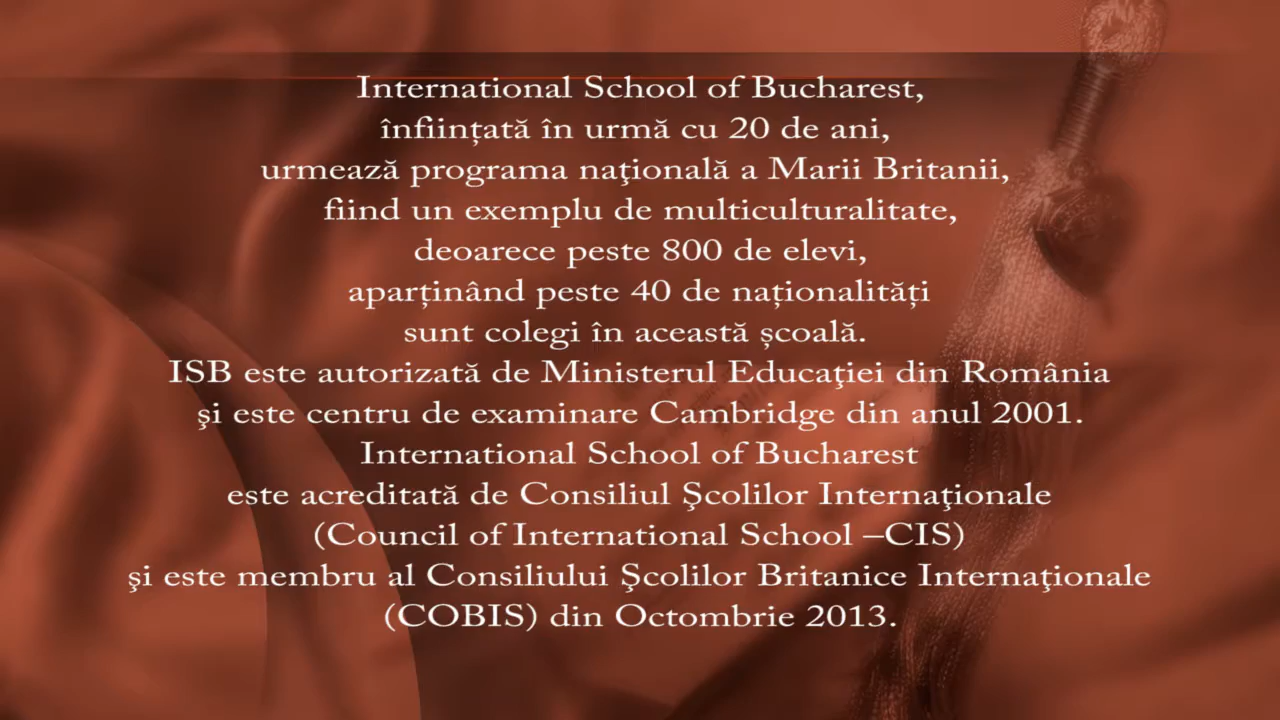 International School of Bucharest,
înființată în urmă cu 20 de ani,
urmează programa naţională a Marii Britanii,
fiind un exemplu de multiculturalitate,
deoarece peste 800 de elevi,
aparținând peste 40 de naționalități
sunt colegi în această școală.
ISB este autorizată de Ministerul Educaţiei din România
şi este centru de examinare Cambridge din anul 2001.
International School of Bucharest
este acreditată de Consiliul Şcolilor Internaţionale
(Council of International School –CIS)
şi este membru al Consiliului Şcolilor Britanice Internaţionale
(COBIS) din Octombrie 2013.